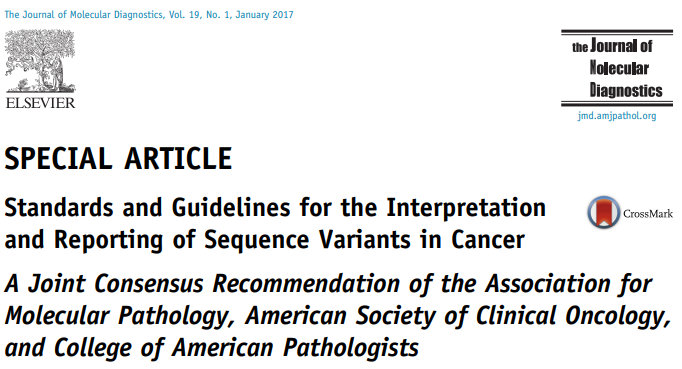 The Journal of Molecular Diagnostics, Vol. 19, No. 1, January 2017
ELSEVIER
the Journal of
Molecular
Diagnostics
jmd.amjpathol.org
SPECIAL ARTICLE
Standards and Guidelines for the Interpretation
and Reporting of Sequence Variants in Cancer
CrossMark
A Joint Consensus Recommendation of the Association for
Molecular Pathology, American Society of Clinical Oncology,
and College of American Pathologists